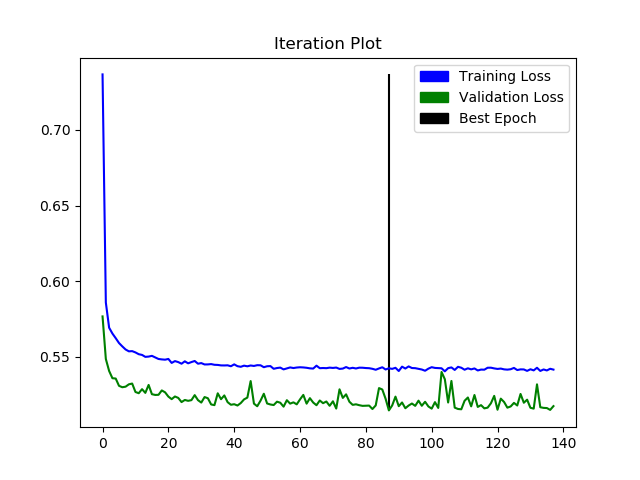 Iteration Plot
Training Loss
Validation Loss
Best Epoch
0.70
0.65
0.60
0.55
0 20 40 60 80 100 120 140